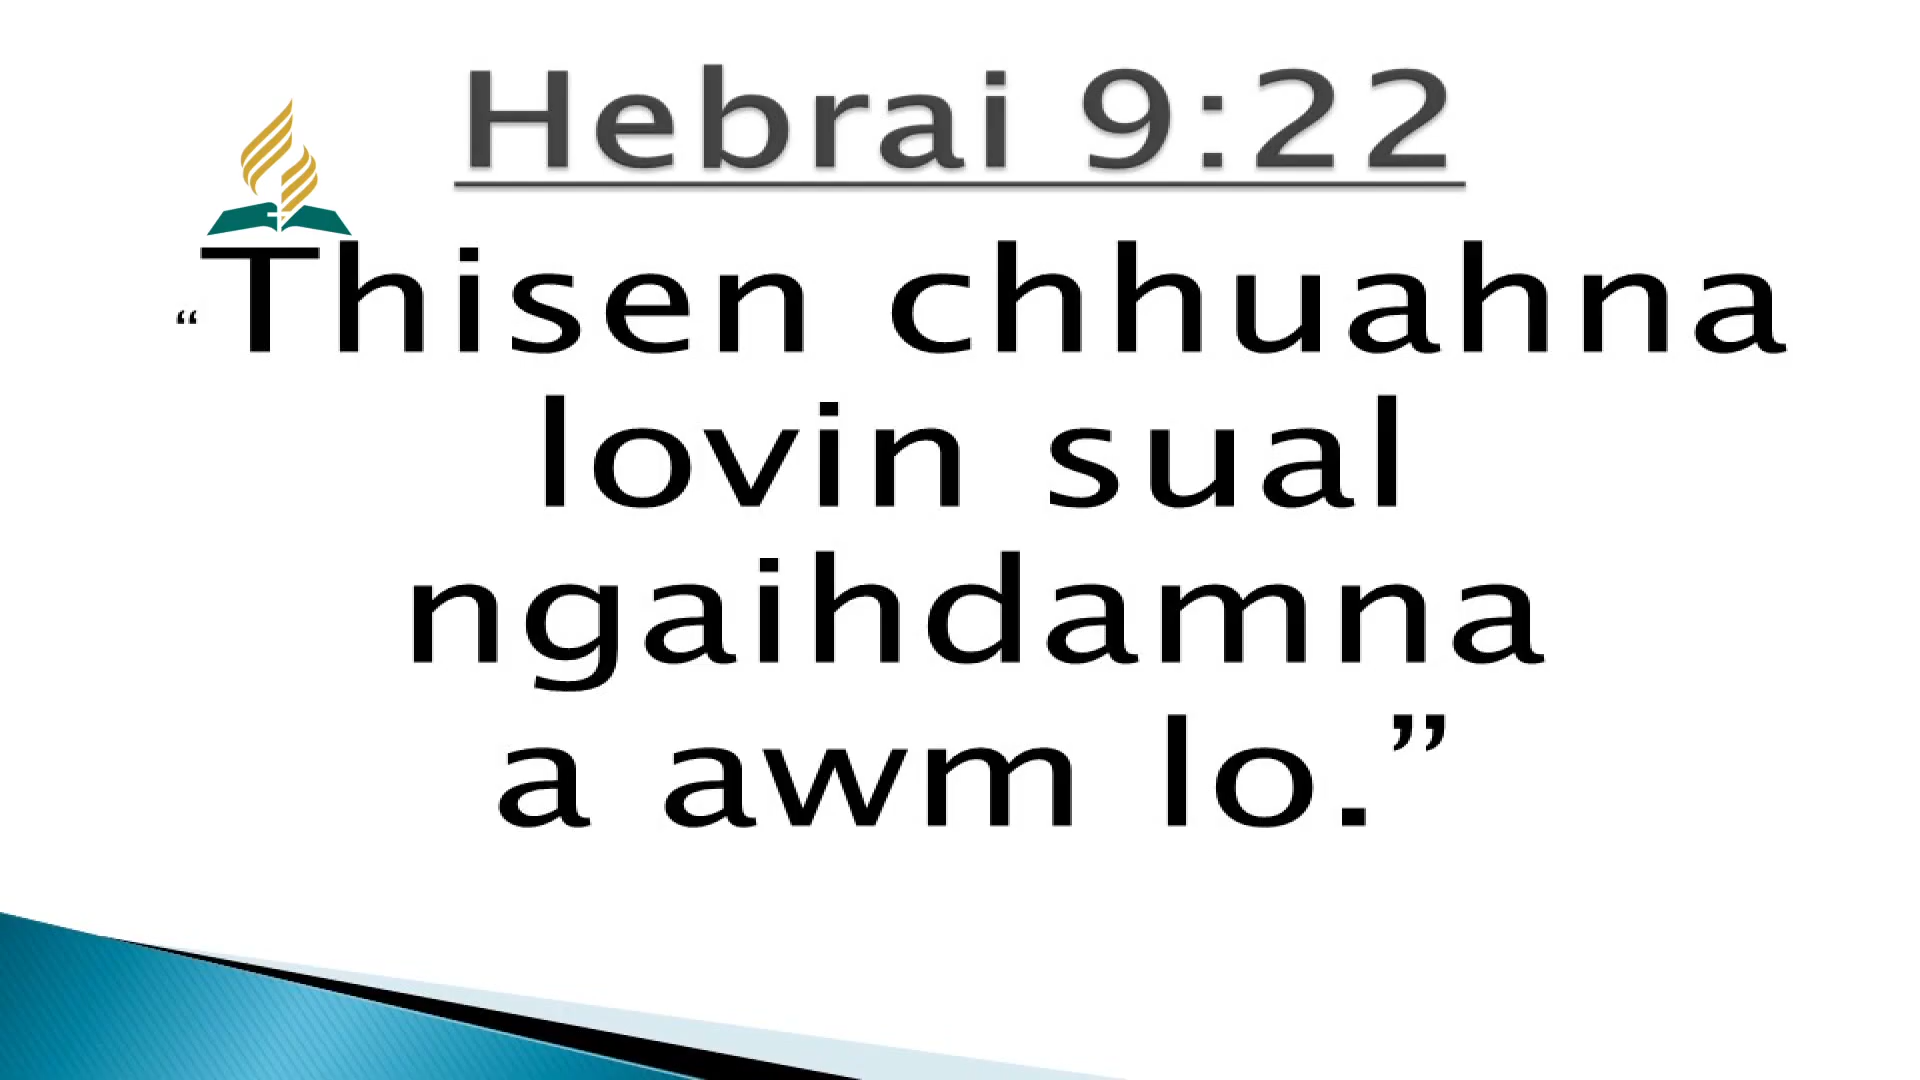 Hebrai 9:22
“Thisen chhuahna
lovin sual
ngaihdamna
a awm lo.”